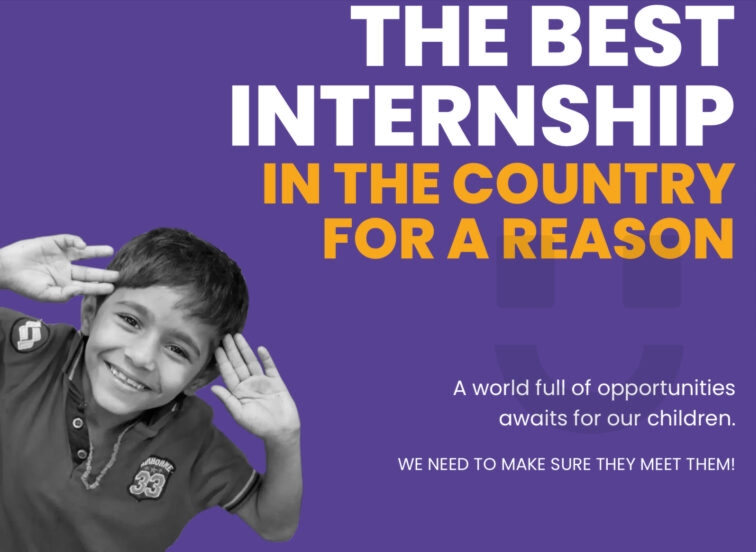 THE BEST
INTERNSHIP
IN THE COUNTRY
FOR A REASON
A world full of opportunities
awaits for our children.
WE NEED TO MAKE SURE THEY MEET THEM!
33